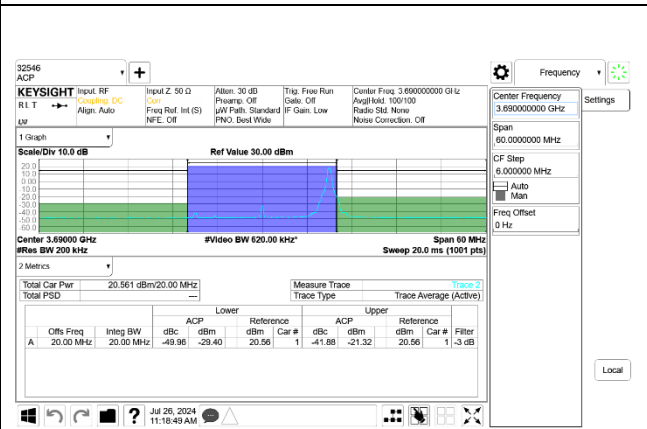 32546
ACP
Frequency
KEYSIGHT Input: RF Input Z: 50 Ω Atten: 30 dB Trig: Free Run Center Freq: 3.690000000 GHz
RLT Coupling: DC Corr Preamp: Off Gate: Off Avg|Hold: 100/100
Align: Auto Freq Ref: Int (S) µW Path: Standard IF Gain: Low Radio Std: None
NFE: Off PNO: Best Wide Noise Correction: Off
Center Frequency
3.690000000 GHz
Settings
Span
60.0000000 MHz
CF Step
6.000000 MHz
Auto
Man
Freq Offset
0 Hz
1 Graph
Scale/Div 10.0 dB Ref Value 30.00 dBm
20.0
10.0
0.00
-10.0
-20.0
-30.0
-40.0
-50.0
-60.0
Center 3.69000 GHz #Video BW 620.00 kHz* Span 60 MHz
#Res BW 200 kHz Sweep 20.0 ms (1001 pts)
2 Metrics
Total Car Pwr 20.561 dBm/20.00 MHz Measure Trace Trace 2
Total PSD --- Trace Type Trace Average (Active)
Lower Upper
ACP Reference ACP Reference
Offs Freq Integ BW dBc dBm dBm Car # dBc dBm dBm Car # Filter
A 20.00 MHz 20.00 MHz -49.96 -29.40 20.56 1 -41.88 -21.32 20.56 1 -3 dB
Local
? Jul 26, 2024
11:18:49 AM